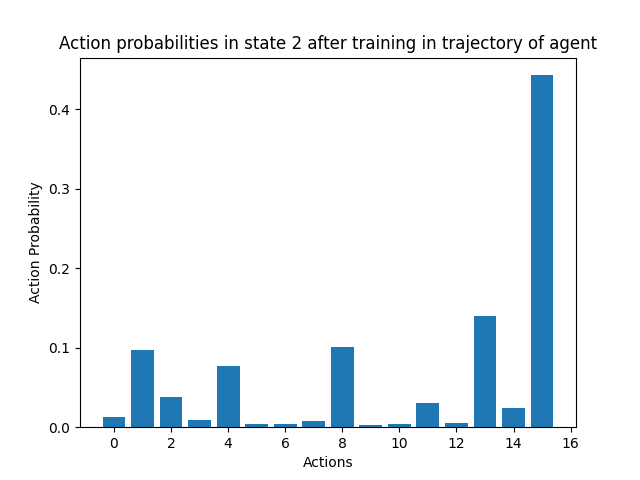 Action probabilities in state 2 after training in trajectory of agent
0.4
0.3
0.2
0.1
0.0
Action Probability
0 2 4 6 8 10 12 14 16
Actions